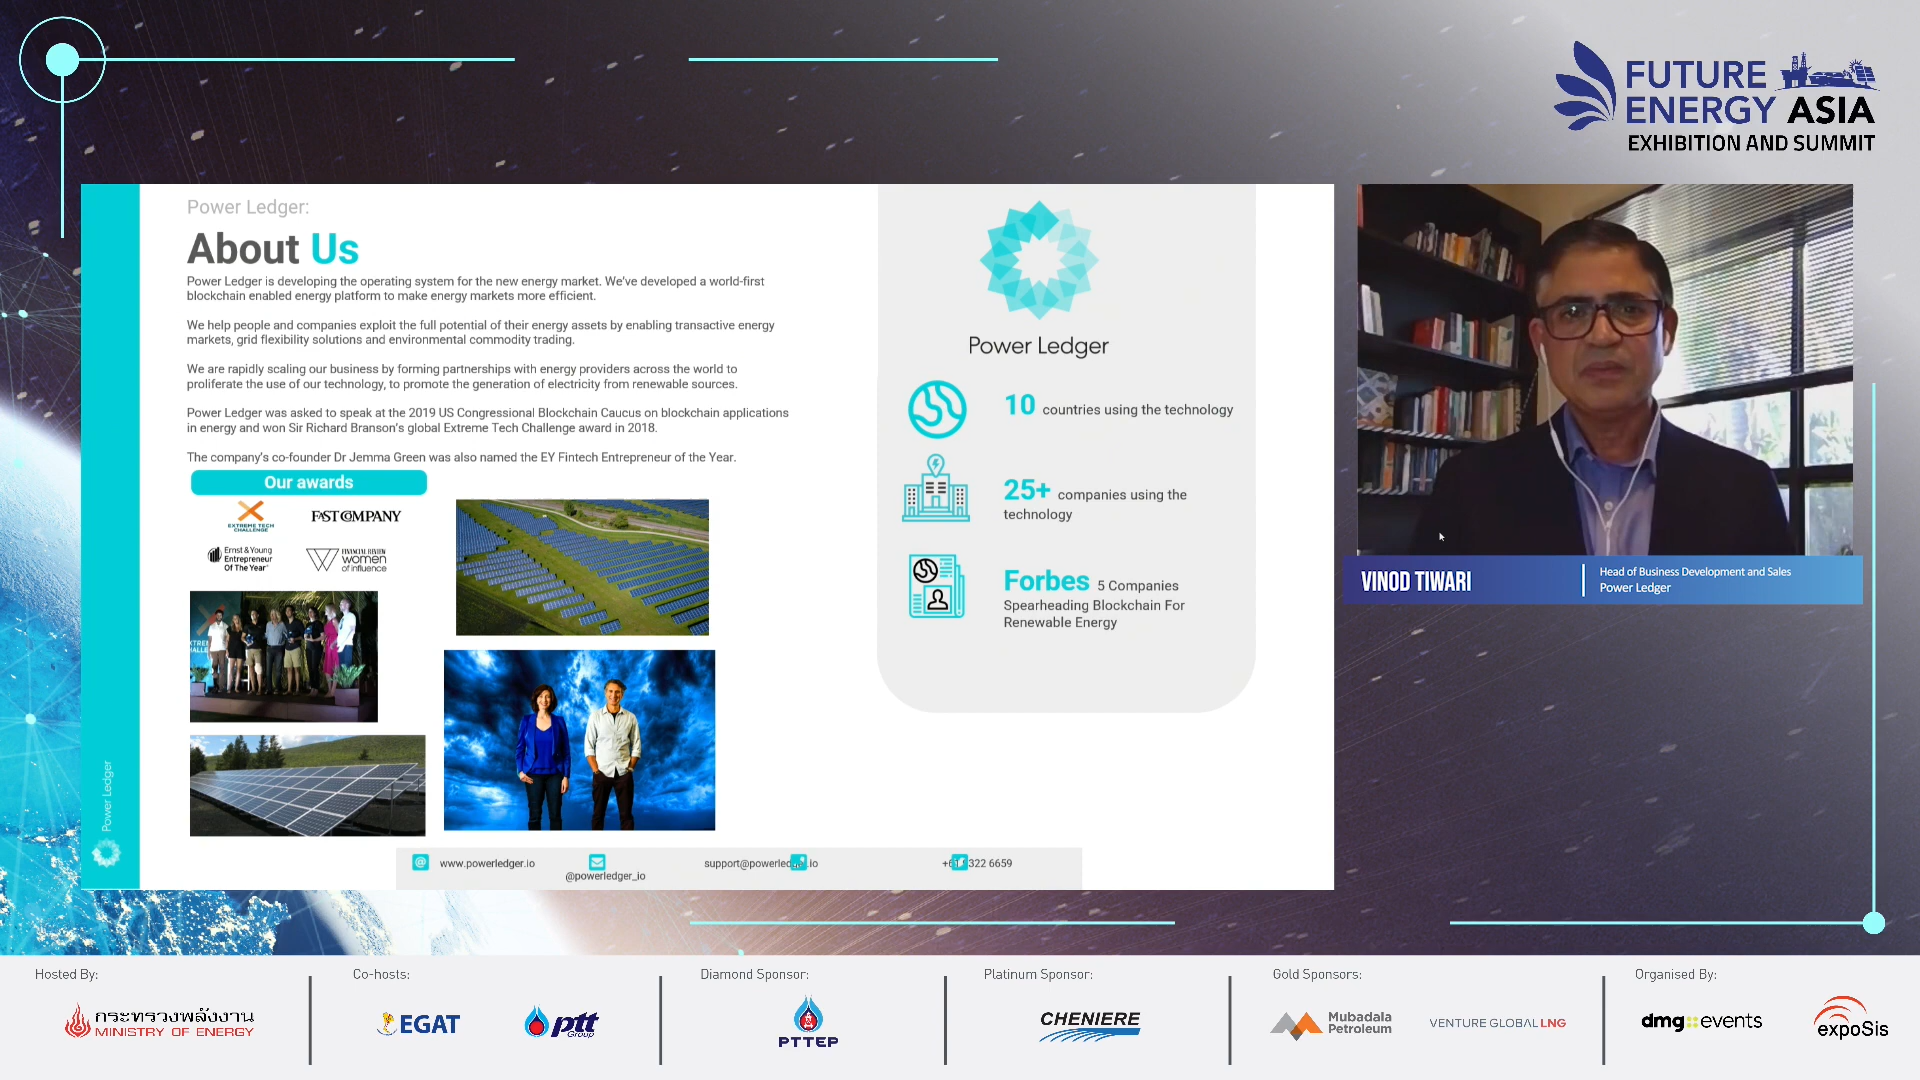 FUTURE
ENERGY ASIA
EXHIBITION AND SUMMIT
Power Ledger:
About Us
Power Ledger is developing the operating system for the new energy market. We've developed a world-first
blockchain enabled energy platform to make energy markets more efficient.
We help people and companies exploit the full potential of their energy assets by enabling transactive energy
markets, grid flexibility solutions and environmental commodity trading.
We are rapidly scaling our business by forming partnerships with energy providers across the world to
proliferate the use of our technology, to promote the generation of electricity from renewable sources.
Power Ledger was asked to speak at the 2019 US Congressional Blockchain Caucus on blockchain applications
in energy and won Sir Richard Branson's global Extreme Tech Challenge award in 2018.
The company's co-founder Dr Jemma Green was also named the EY Fintech Entrepreneur of the Year.
Our awards
EXTREME TECH
CHALLENGE
FAST COMPANY
Ernst & Young
Entrepreneur
Of The Year
FINANCIAL REVIEW
women
of influence
Power Ledger
www.powerledger.io
@powerledger_io
+61 9322 6659
Power Ledger
10 countries using the technology
25+ companies using the
technology
Forbes 5 Companies
Spearheading Blockchain For
Renewable Energy
VINOD TIWARI
Head of Business Development and Sales
Power Ledger
Hosted By:
กระทรวงพลังงาน
MINISTRY OF ENERGY
Co-hosts:
EGAT
ptt
Group
Diamond Sponsor:
PTTEP
Platinum Sponsor:
CHENIERE
Gold Sponsors:
Mubadala
Petroleum
VENTURE GLOBAL LNG
Organised By:
dmg::events
expoSis